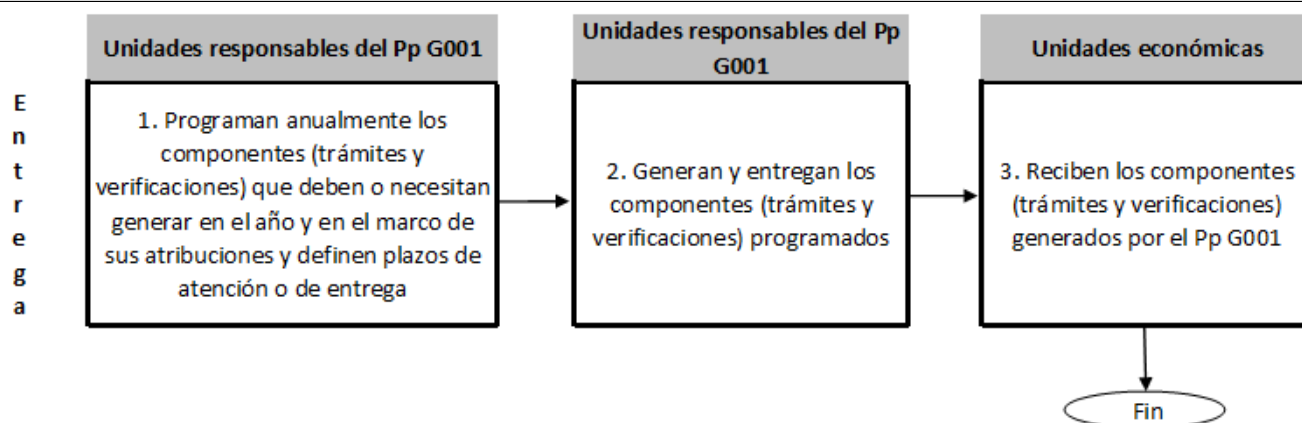 Entrega
Unidades responsables del Pp G001
1. Programan anualmente los
componentes (trámites y
verificaciones) que deben o necesitan
generar en el año y en el marco de
sus atribuciones y definen plazos de
atención o de entrega
Unidades responsables del Pp
G001
2. Generan y entregan los
componentes (trámites y
verificaciones) programados
Unidades económicas
3. Reciben los componentes
(trámites y verificaciones)
generados por el Pp G001
Fin